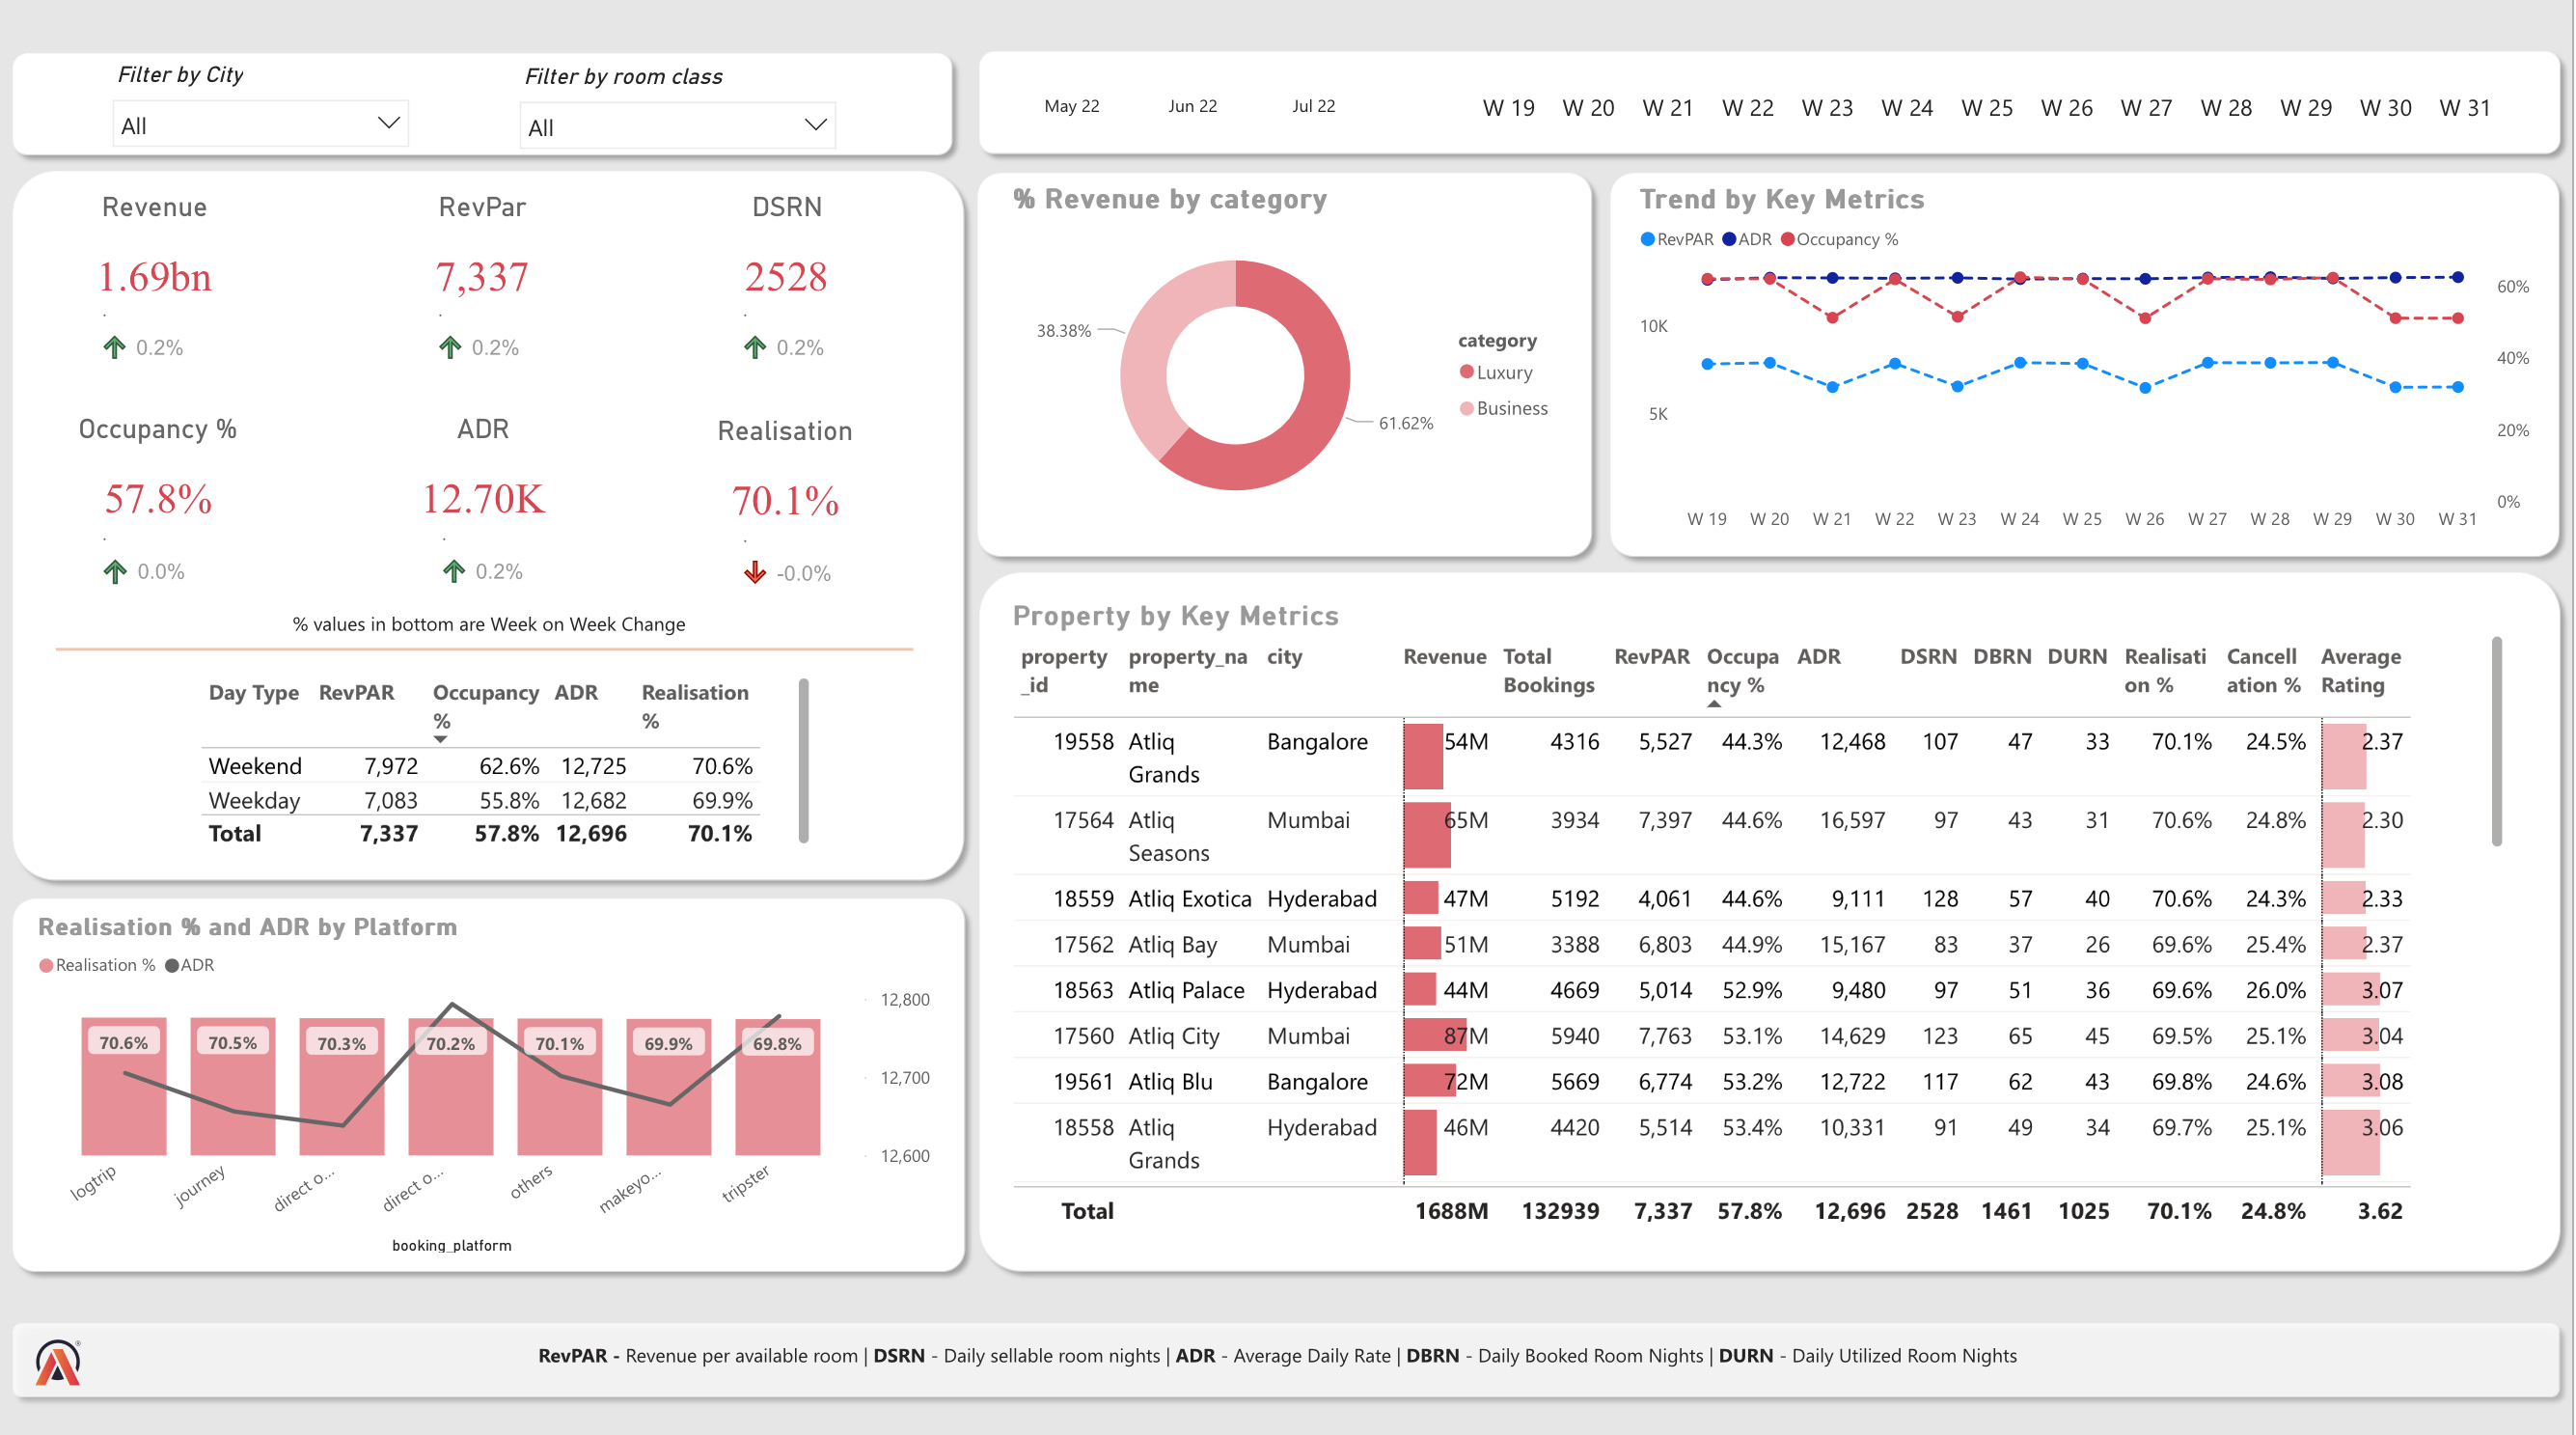 Filter by City
All
Filter by room class
All
May 22 Jun 22 Jul 22
W 19 W 20 W 21 W 22 W 23 W 24 W 25 W 26 W 27 W 28 W 29 W 30 W 31
Revenue RevPar DSRN
1.69bn 7,337 2528
0.2% 0.2% 0.2%
Occupancy % ADR Realisation
57.8% 12.70K 70.1%
0.0% 0.2% -0.0%
% values in bottom are Week on Week Change
Day Type RevPAR Occupancy % ADR Realisation %
Weekend 7,972 62.6% 12,725 70.6%
Weekday 7,083 55.8% 12,682 69.9%
Total 7,337 57.8% 12,696 70.1%
Realisation % and ADR by Platform
Realisation % ADR
12,800
70.6% 70.5% 70.3% 70.2% 70.1% 69.9% 69.8%
12,700
12,600
logtrip journey direct o... direct o... others makeyo... tripster
booking_platform
% Revenue by category
38.38%
61.62%
category
Luxury
Business
Trend by Key Metrics
RevPAR ADR Occupancy %
60%
10K
40%
5K
20%
0%
W 19 W 20 W 21 W 22 W 23 W 24 W 25 W 26 W 27 W 28 W 29 W 30 W 31
Property by Key Metrics
property Total Occupa Realisati Cancell Average
property_na city Revenue RevPAR ADR DSRN DBRN DURN
_id me Bookings ncy % on % ation % Rating
19558 Atliq Grands Bangalore 54M 4316 5,527 44.3% 12,468 107 47 33 70.1% 24.5% 2.37
17564 Atliq Seasons Mumbai 65M 3934 7,397 44.6% 16,597 97 43 31 70.6% 24.8% 2.30
18559 Atliq Exotica Hyderabad 47M 5192 4,061 44.6% 9,111 128 57 40 70.6% 24.3% 2.33
17562 Atliq Bay Mumbai 51M 3388 6,803 44.9% 15,167 83 37 26 69.6% 25.4% 2.37
18563 Atliq Palace Hyderabad 44M 4669 5,014 52.9% 9,480 97 51 36 69.6% 26.0% 3.07
17560 Atliq City Mumbai 87M 5940 7,763 53.1% 14,629 123 65 45 69.5% 25.1% 3.04
19561 Atliq Blu Bangalore 72M 5669 6,774 53.2% 12,722 117 62 43 69.8% 24.6% 3.08
18558 Atliq Grands Hyderabad 46M 4420 5,514 53.4% 10,331 91 49 34 69.7% 25.1% 3.06
Total 1688M 132939 7,337 57.8% 12,696 2528 1461 1025 70.1% 24.8% 3.62
RevPAR - Revenue per available room | DSRN - Daily sellable room nights | ADR - Average Daily Rate | DBRN - Daily Booked Room Nights | DURN - Daily Utilized Room Nights